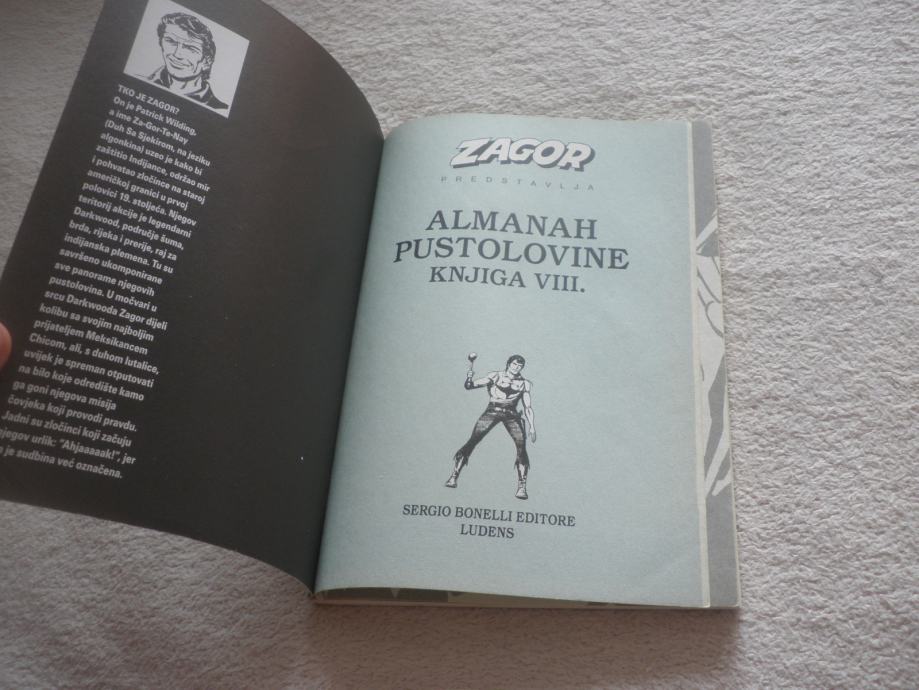 TKO JE ZAGOR?
On je Patrick Wilding,
a ime Za-Gor-Te-Nay
(Duh Sa Sjekirom, na jeziku
algonkina) uzeo je kako bi
zaštitio Indijance, održao mir
i pohvatao zločince na staroj
američkoj granici u prvoj
polovici 19. stoljeća. Njegov
teritorij akcije je legendarni
Darkwood, područje šuma,
brda, rijeka i prerije, raj za
indijanska plemena. Tu su
savršeno ukomponirane
sve panorame njegovih
pustolovina. U močvari u
srcu Darkwooda Zagor dijeli
kolibu sa svojim najboljim
prijateljem Meksikancem
Chicom, ali, s duhom lutalice,
uvijek je spreman otputovati
na bilo koje odredište kamo
ga goni njegova misija
čovjeka koji provodi pravdu.
Jadni su zločinci koji začuju
njegov urlik: "Ahjaaaaak!", jer
je sudbina već označena.
ZAGOR
PREDSTAVLJA
ALMANAH
PUSTOLOVINE
KNJIGA VIII.
SERGIO BONELLI EDITORE
LUDENS